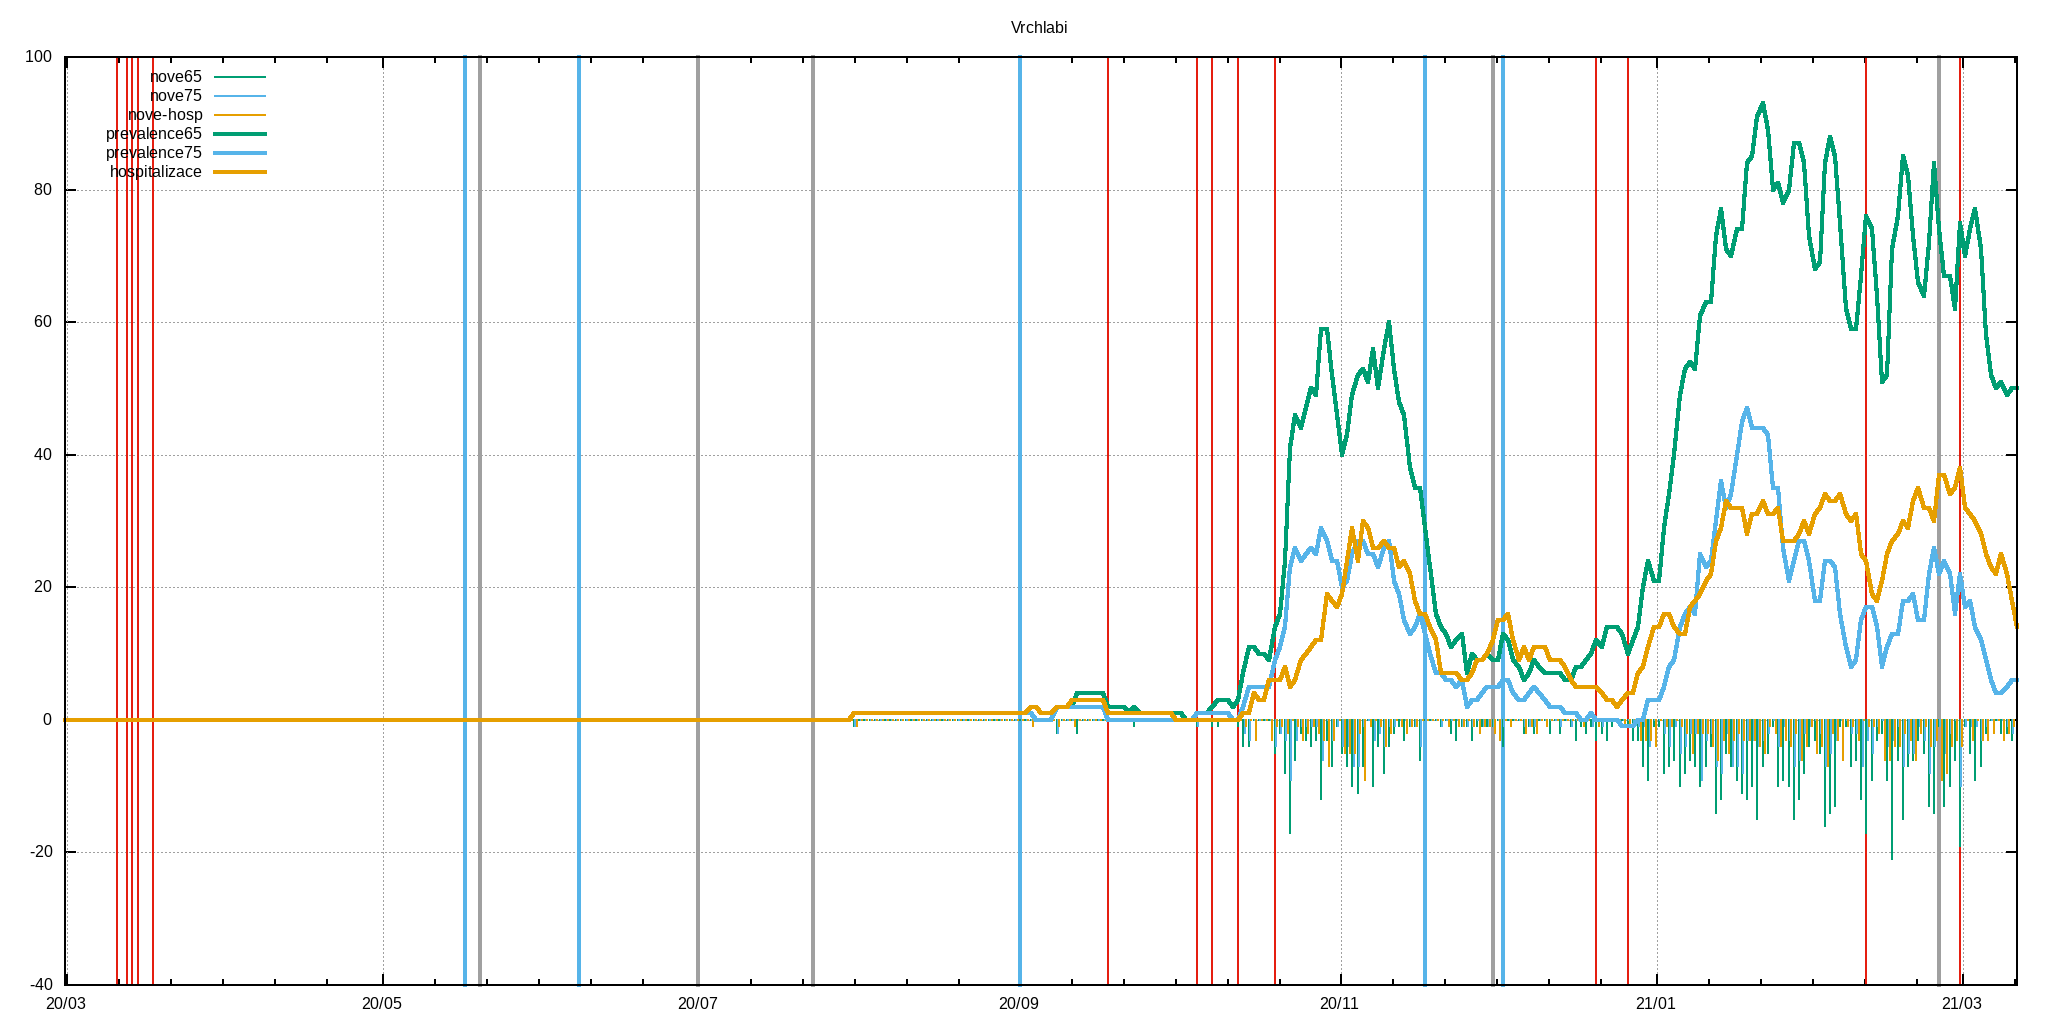 Vrchlabi
100
80
60
40
20
0
-20
-40
nove65
nove75
nove-hosp
prevalence65
prevalence75
hospitalizace
20/03 20/05 20/07 20/09 20/11 21/01 21/03